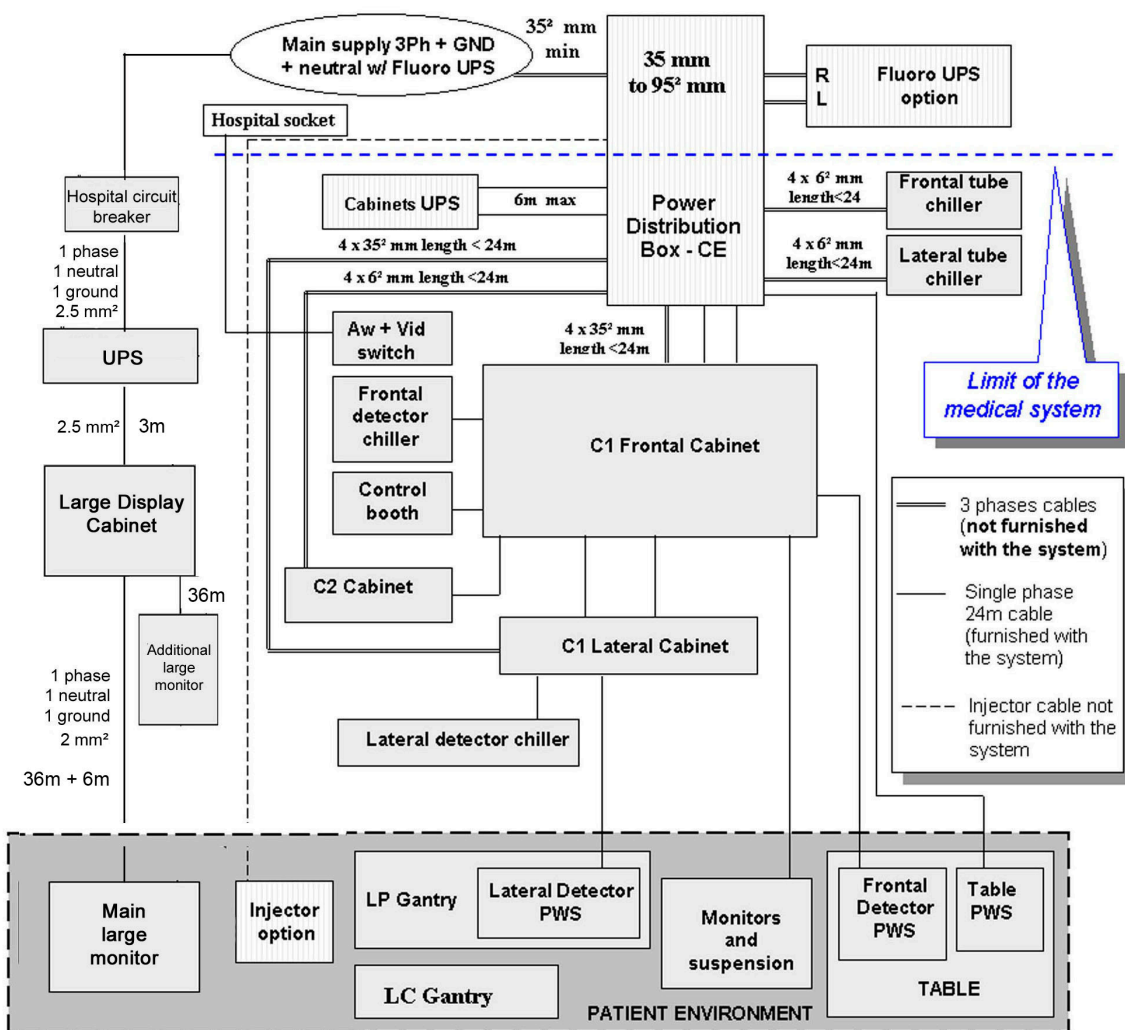 Main supply 3Ph + GND
+ neutral w/ Fluoro UPS
35² mm
min
35 mm
to 95² mm
R
L
Fluoro UPS
option
Hospital socket
Hospital circuit
breaker
Cabinets UPS
6m max
Power
Distribution
Box - CE
4 x 6² mm
length<24
Frontal tube
chiller
4 x 6² mm
length<24m
Lateral tube
chiller
4 x 35² mm length < 24m
4 x 6² mm length<24m
1 phase
1 neutral
1 ground
2.5 mm²
UPS
Aw + Vid
switch
4 x 35² mm
length <24m
Limit of the
medical system
Frontal
detector
chiller
C1 Frontal Cabinet
2.5 mm²
3m
Large Display
Cabinet
Control
booth
3 phases cables
(not furnished
with the system)
C2 Cabinet
36m
Single phase
24m cable
(furnished with
the system)
Additional
large
monitor
C1 Lateral Cabinet
1 phase
1 neutral
1 ground
2 mm²
Lateral detector chiller
Injector cable not
furnished with the
system
36m + 6m
Main
large
monitor
Injector
option
LP Gantry
Lateral Detector
PWS
LC Gantry
Monitors
and
suspension
Frontal
Detector
PWS
Table
PWS
TABLE
PATIENT ENVIRONMENT